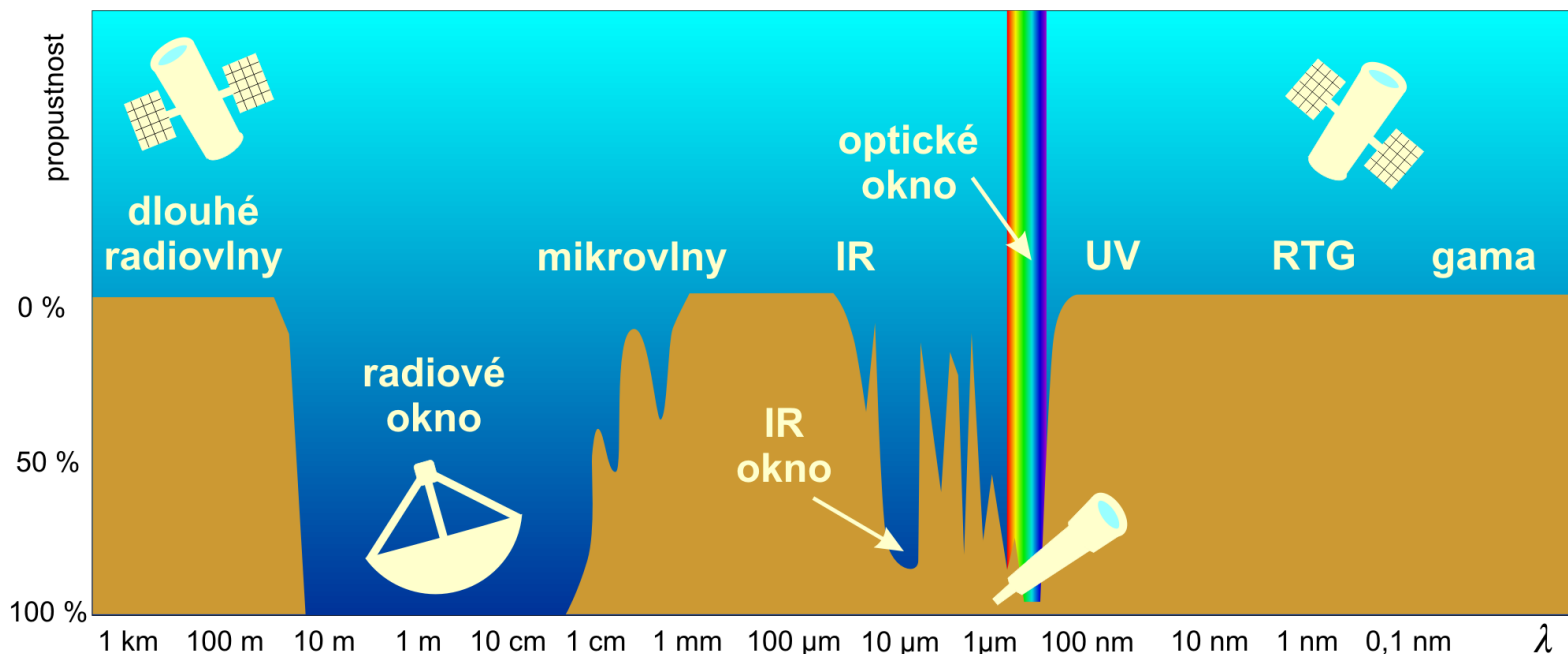 propustnost
dlouhé
radiovlny
mikrovlny
IR
optické
okno
UV
RTG
gama
0 %
radiové
okno
IR
okno
50 %
100 %
1 km
100 m
10 m
1 m
10 cm
1 cm
1 mm
100 μm
10 μm
1μm
100 nm
10 nm
1 nm
0,1 nm
λ